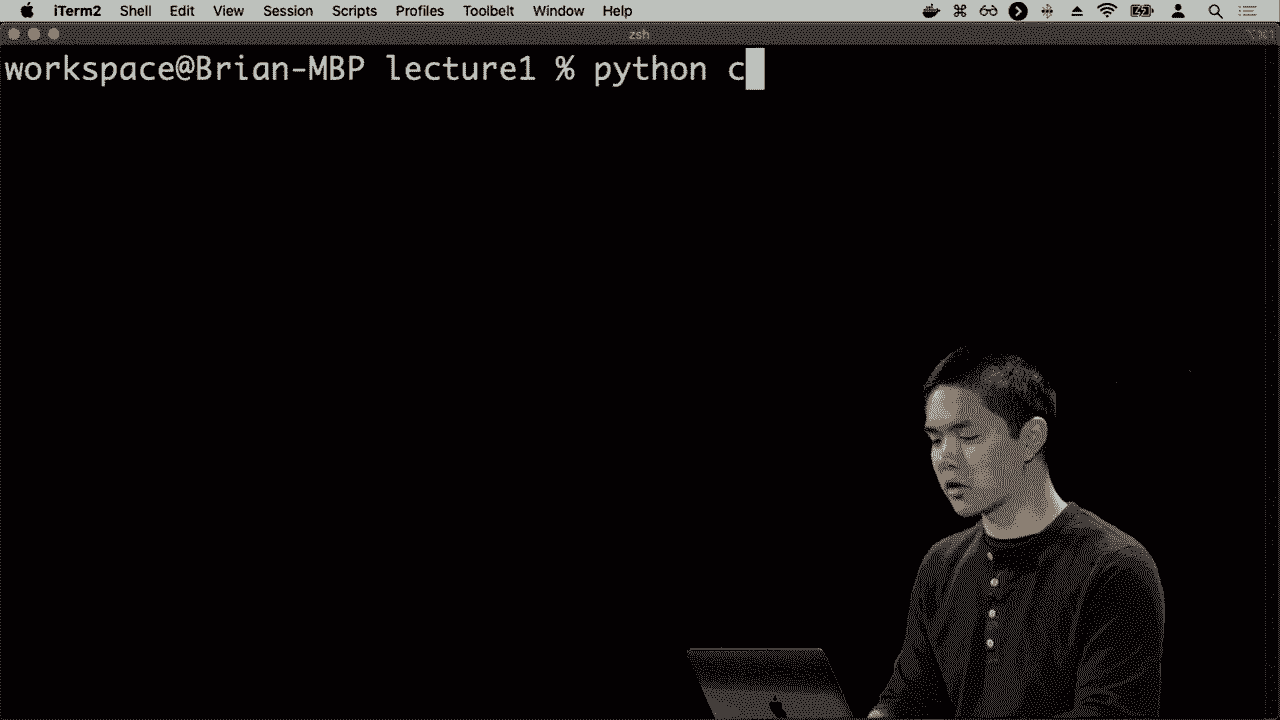 iTerm2 Shell Edit View Session Scripts Profiles Toolbelt Window Help
zsh
workspace@Brian-MBP lecture1 % python c